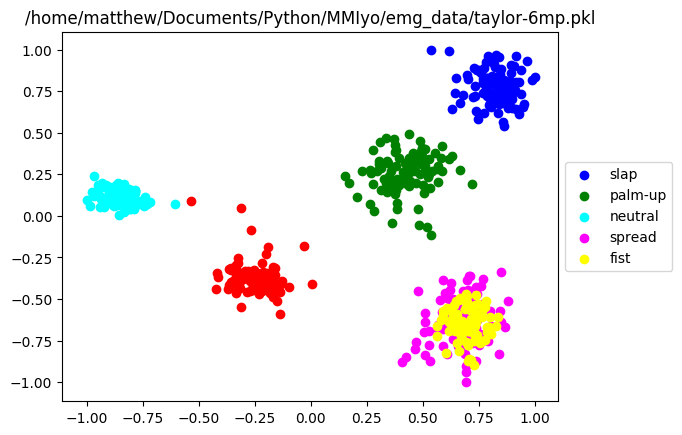 /home/matthew/Documents/Python/MMIyo/emg_data/taylor-6mp.pkl
1.00
0.75
0.50
0.25
0.00
−0.25
−0.50
−0.75
−1.00
−1.00 −0.75 −0.50 −0.25 0.00 0.25 0.50 0.75 1.00
slap
palm-up
neutral
spread
fist